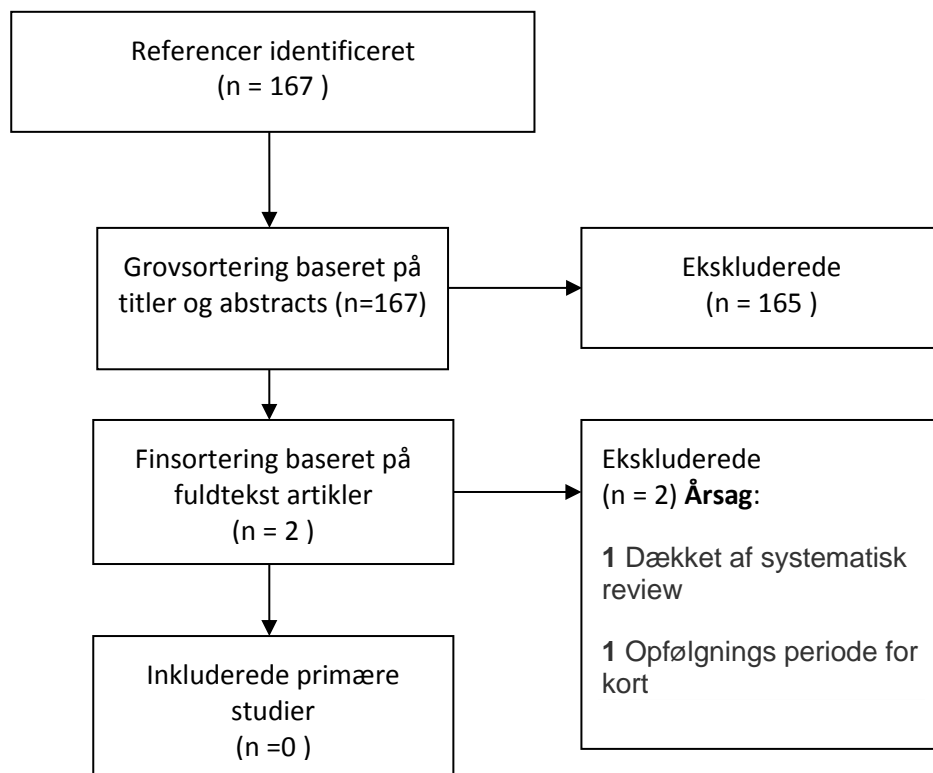 Referencer identificeret
(n = 167 )
Grovsortering baseret på
titler og abstracts (n=167)
Ekskluderede
(n = 165 )
Finsortering baseret på
fuldtekst artikler
(n = 2 )
Ekskluderede
(n = 2) Årsag:
1 Dækket af systematisk
review
1 Opfølgnings periode for
kort
Inkluderede primære
studier
(n =0 )